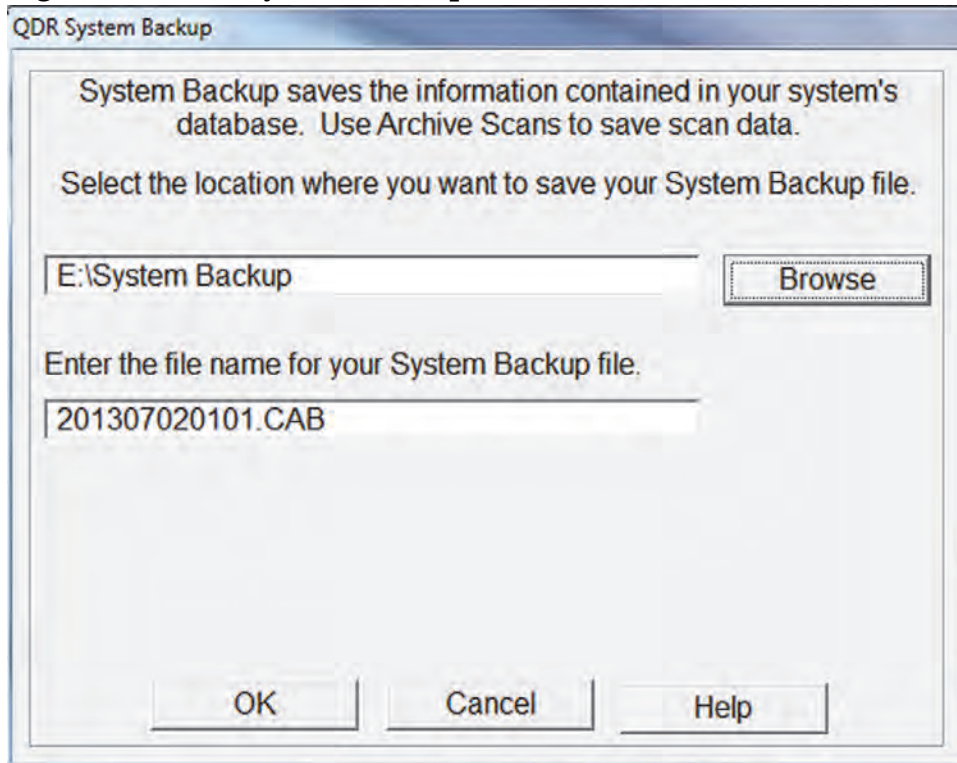 QDR System Backup
System Backup saves the information contained in your system's
database. Use Archive Scans to save scan data.
Select the location where you want to save your System Backup file.
E:\System Backup
Browse
Enter the file name for your System Backup file.
201307020101.CAB
OK
Cancel
Help